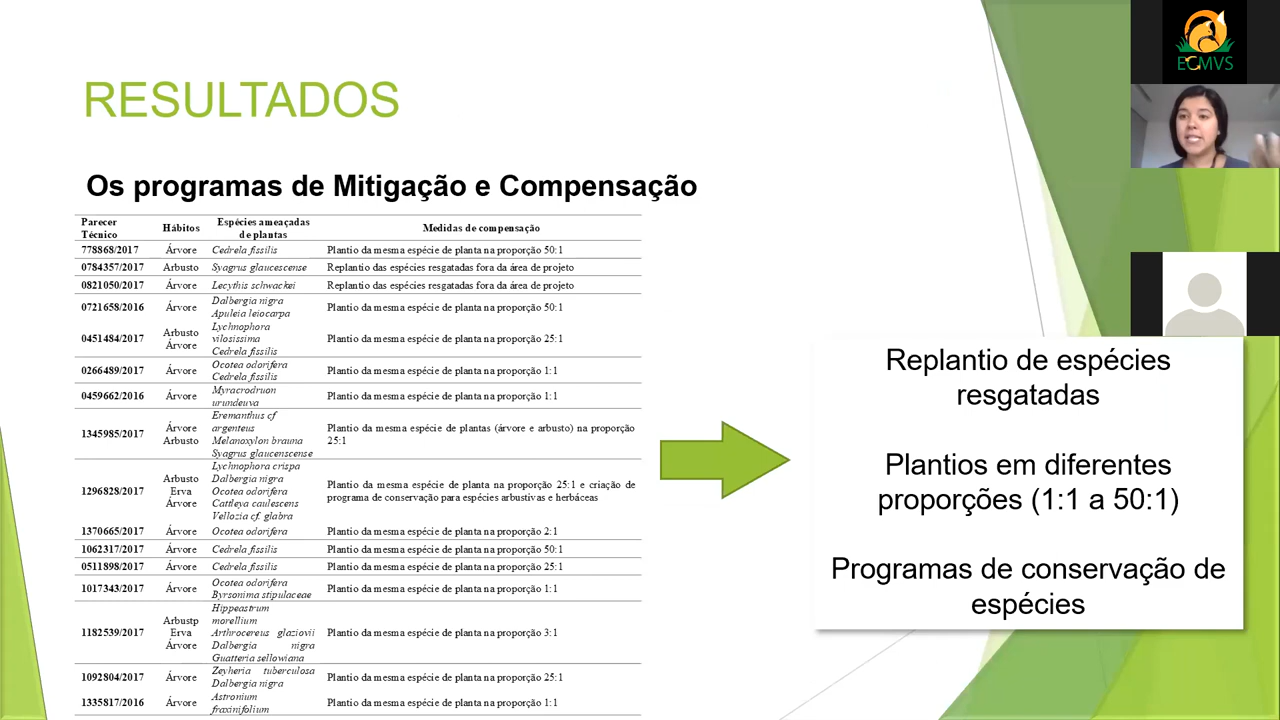 RESULTADOS
Os programas de Mitigação e Compensação
Parecer Técnico Hábitos Espécies ameaçadas de plantas Medidas de compensação
778868/2017 Árvore Cedrela fissilis Plantio da mesma espécie de planta na proporção 50:1
0784357/2017 Arbusto Syagrus glaucescense Replantio das espécies resgatadas fora da área de projeto
0821050/2017 Árvore Lecythis schwackei Replantio das espécies resgatadas fora da área de projeto
0721658/2016 Árvore Dalbergia nigra Apuleia leiocarpa Plantio da mesma espécie de planta na proporção 50:1
0451484/2017 Arbusto Árvore Lychnophora vilosissima Cedrela fissilis Plantio da mesma espécie de planta na proporção 25:1
0266489/2017 Árvore Ocotea odorifera Cedrela fissilis Plantio da mesma espécie de planta na proporção 1:1
0459662/2016 Árvore Myracrodruon urundeuva Plantio da mesma espécie de planta na proporção 1:1
1345985/2017 Árvore Arbusto Eremanthus cf argenteus Melanoxylon brauna Syagrus glaucenscense Plantio da mesma espécie de plantas (árvore e arbusto) na proporção 25:1
1296828/2017 Arbusto Erva Árvore Lychnophora crispa Dalbergia nigra Ocotea odorifera Cattleya caulescens Vellozia cf. glabra Plantio da mesma espécie de planta na proporção 25:1 e criação de programa de conservação para espécies arbustivas e herbáceas
1370665/2017 Árvore Ocotea odorifera Plantio da mesma espécie de planta na proporção 2:1
1062317/2017 Árvore Cedrela fissilis Plantio da mesma espécie de planta na proporção 50:1
0511898/2017 Árvore Cedrela fissilis Plantio da mesma espécie de planta na proporção 25:1
1017343/2017 Árvore Ocotea odorifera Byrsonima stipulaceae Plantio da mesma espécie de planta na proporção 1:1
1182539/2017 Arbustp Erva Árvore Hippeastrum morellium Arthrocereus glaziovii Dalbergia nigra Guatteria sellowiana Plantio da mesma espécie de planta na proporção 3:1
1092804/2017 Árvore Zeyheria tuberculosa Dalbergia nigra Plantio da mesma espécie de planta na proporção 25:1
1335817/2016 Árvore Astronium fraxinifolium Plantio da mesma espécie de planta na proporção 1:1
Replantio de espécies
resgatadas
Plantios em diferentes
proporções (1:1 a 50:1)
Programas de conservação de
espécies
ECMVS